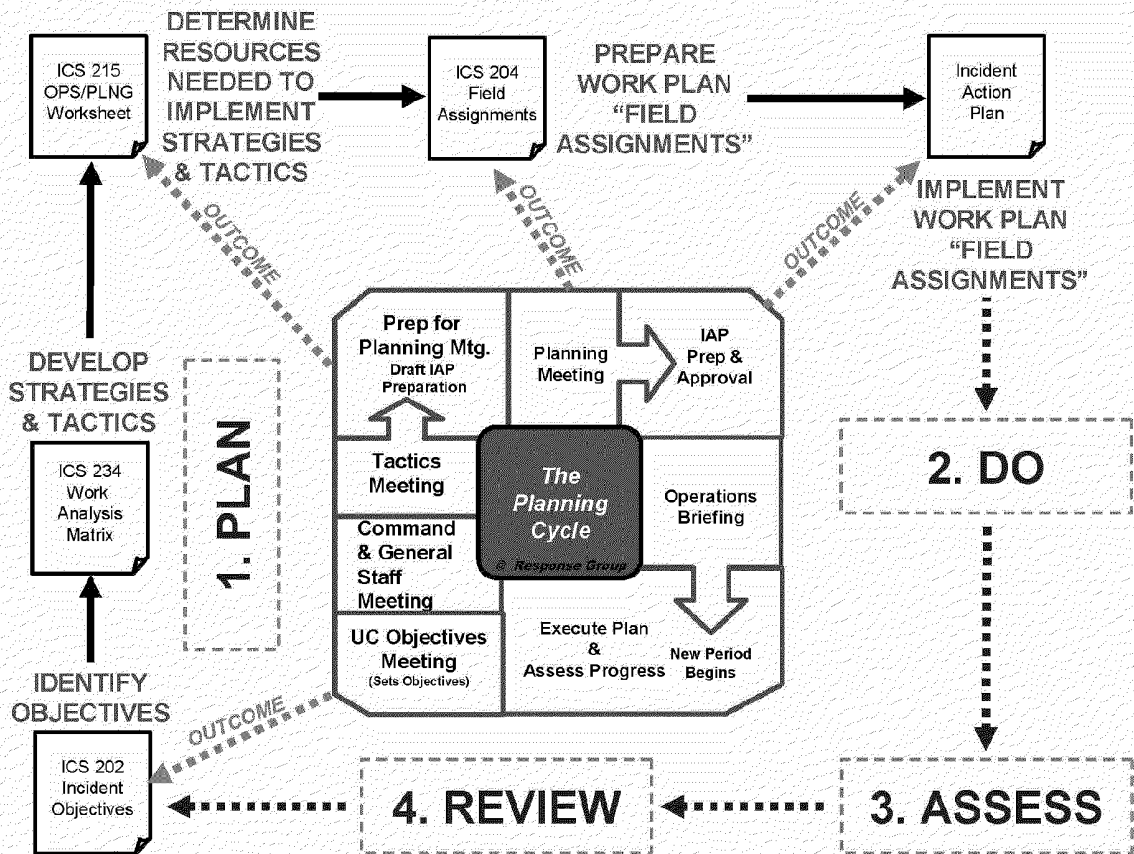 DETERMINE
RESOURCES
NEEDED TO
IMPLEMENT
STRATEGIES
& TACTICS
ICS 215
OPS/PLNG
Worksheet
ICS 204
Field
Assignments
PREPARE
WORK PLAN
“FIELD
ASSIGNMENTS”
Incident
Action
Plan
IMPLEMENT
WORK PLAN
“FIELD
ASSIGNMENTS”
OUTCOME
OUTCOME
OUTCOME
Prep for
Planning Mtg.
Draft IAP
Preparation
Planning
Meeting
IAP
Prep &
Approval
DEVELOP
STRATEGIES
& TACTICS
1. PLAN
ICS 234
Work
Analysis
Matrix
Tactics
Meeting
The
Planning
Cycle
© Response Group
Operations
Briefing
2. DO
Command
& General
Staff
Meeting
UC Objectives
Meeting
(Sets Objectives)
Execute Plan
&
Assess Progress
New Period
Begins
IDENTIFY
OBJECTIVES
OUTCOME
ICS 202
Incident
Objectives
4. REVIEW
3. ASSESS